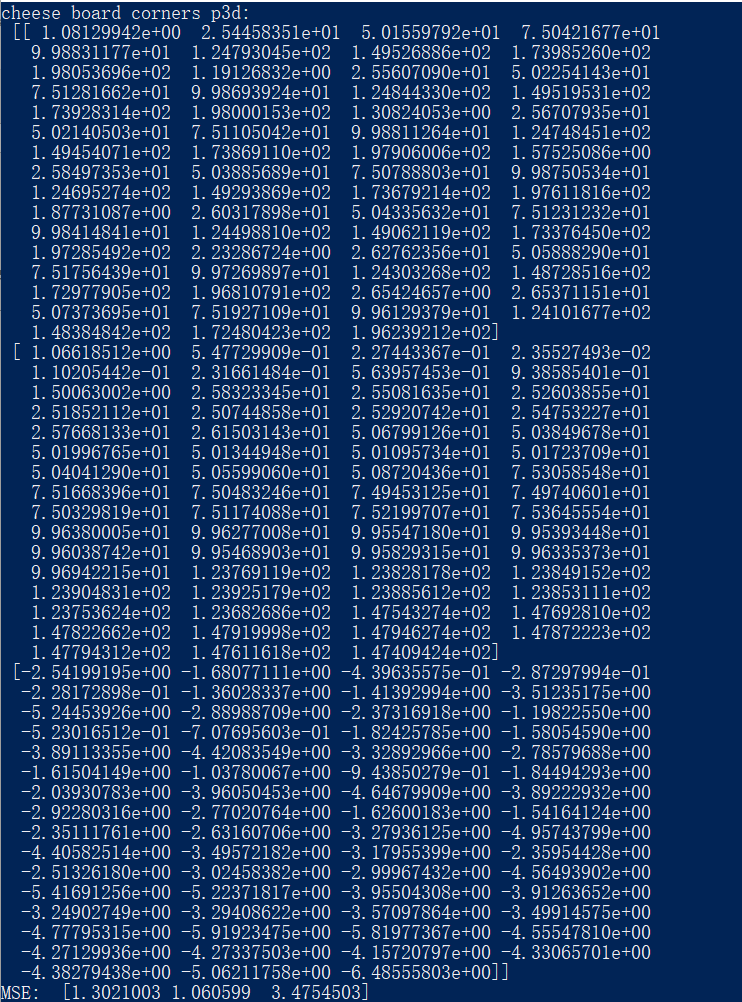 cheese board corners p3d:
[[ 1.08129942e+00 2.54458351e+01 5.01559792e+01 7.50421677e+01
9.98831177e+01 1.24793045e+02 1.49526886e+02 1.73985260e+02
1.98053696e+02 1.19126832e+00 2.55607090e+01 5.02254143e+01
7.51281662e+01 9.98693924e+01 1.24844330e+02 1.49519531e+02
1.73928314e+02 1.98000153e+02 1.30824053e+00 2.56707935e+01
5.02140503e+01 7.51105042e+01 9.98811264e+01 1.24748451e+02
1.49454071e+02 1.73869110e+02 1.97906006e+02 1.57525086e+00
2.58497353e+01 5.03885689e+01 7.50788803e+01 9.98750534e+01
1.24695274e+02 1.49293869e+02 1.73679214e+02 1.97611816e+02
1.87731087e+00 2.60317898e+01 5.04335632e+01 7.51231232e+01
9.98414841e+01 1.24498810e+02 1.49062119e+02 1.73376450e+02
1.97285492e+02 2.23286724e+00 2.62762356e+01 5.05888290e+01
7.51756439e+01 9.97269897e+01 1.24303268e+02 1.48728516e+02
1.72977905e+02 1.96810791e+02 2.65424657e+00 2.65371151e+01
5.07373695e+01 7.51927109e+01 9.96129379e+01 1.24101677e+02
1.48384842e+02 1.72480423e+02 1.96239212e+02]
[ 1.06618512e+00 5.47729909e-01 2.27443367e-01 2.35527493e-02
1.10205442e-01 2.31661484e-01 5.63957453e-01 9.38585401e-01
1.50063002e+00 2.58323345e+01 2.55081635e+01 2.52603855e+01
2.51852112e+01 2.50744858e+01 2.52920742e+01 2.54753227e+01
2.57668133e+01 2.61503143e+01 5.06799126e+01 5.03849678e+01
5.01996765e+01 5.01344948e+01 5.01095734e+01 5.01723709e+01
5.04041290e+01 5.05599060e+01 5.08720436e+01 7.53058548e+01
7.51668396e+01 7.50483246e+01 7.49453125e+01 7.49740601e+01
7.50329819e+01 7.51174088e+01 7.52199707e+01 7.53645554e+01
9.96380005e+01 9.96277008e+01 9.95547180e+01 9.95393448e+01
9.96038742e+01 9.95468903e+01 9.95829315e+01 9.96335373e+01
9.96942215e+01 1.23769119e+02 1.23828178e+02 1.23849152e+02
1.23904831e+02 1.23925179e+02 1.23885612e+02 1.23853111e+02
1.23753624e+02 1.23682686e+02 1.47543274e+02 1.47692810e+02
1.47822662e+02 1.47919998e+02 1.47946274e+02 1.47872223e+02
1.47794312e+02 1.47611618e+02 1.47409424e+02]
[-2.54199195e+00 -1.68077111e+00 -4.39635575e-01 -2.87297994e-01
-2.28172898e-01 -1.36028337e+00 -1.41392994e+00 -3.51235175e+00
-5.24453926e+00 -2.88988709e+00 -2.37316918e+00 -1.19822550e+00
-5.23016512e-01 -7.07695603e-01 -1.82425785e+00 -1.58054590e+00
-3.89113355e+00 -4.42083549e+00 -3.32892966e+00 -2.78579688e+00
-1.61504149e+00 -1.03780067e+00 -9.43850279e-01 -1.84494293e+00
-2.03930783e+00 -3.96050453e+00 -4.64679909e+00 -3.89222932e+00
-2.92280316e+00 -2.77020764e+00 -1.62600183e+00 -1.54164124e+00
-2.35111761e+00 -2.63160706e+00 -3.27936125e+00 -4.95743799e+00
-4.40582514e+00 -3.49572182e+00 -3.17955399e+00 -2.35954428e+00
-2.51326180e+00 -3.02458382e+00 -2.99967432e+00 -4.56493902e+00
-5.41691256e+00 -5.22371817e+00 -3.95504308e+00 -3.91263652e+00
-3.24902749e+00 -3.29408622e+00 -3.57097864e+00 -3.49914575e+00
-4.77795315e+00 -5.91923475e+00 -5.81977367e+00 -4.55547810e+00
-4.27129936e+00 -4.27337503e+00 -4.15720797e+00 -4.33065701e+00
-4.38279438e+00 -5.06211758e+00 -6.48555803e+00]]
MSE: [1.3021003 1.060599 3.4754503]